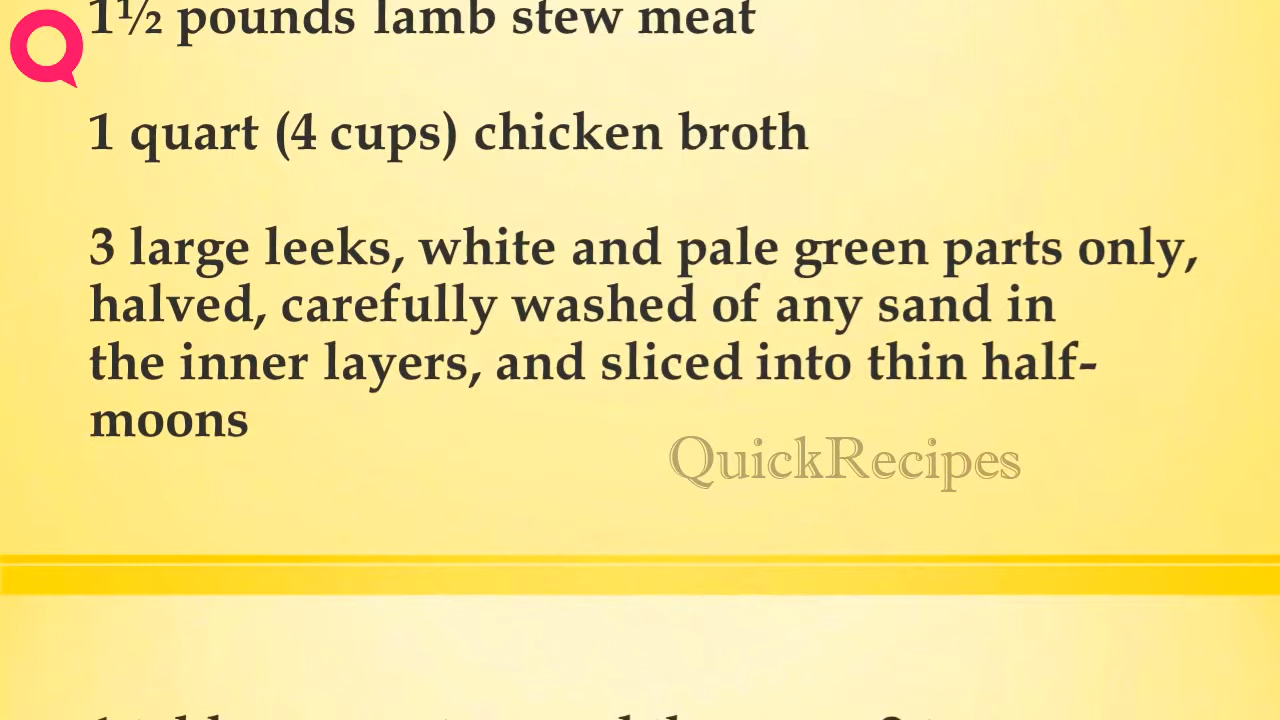 1½ pounds lamb stew meat
1 quart (4 cups) chicken broth
3 large leeks, white and pale green parts only,
halved, carefully washed of any sand in
the inner layers, and sliced into thin half-
moons
QuickRecipes